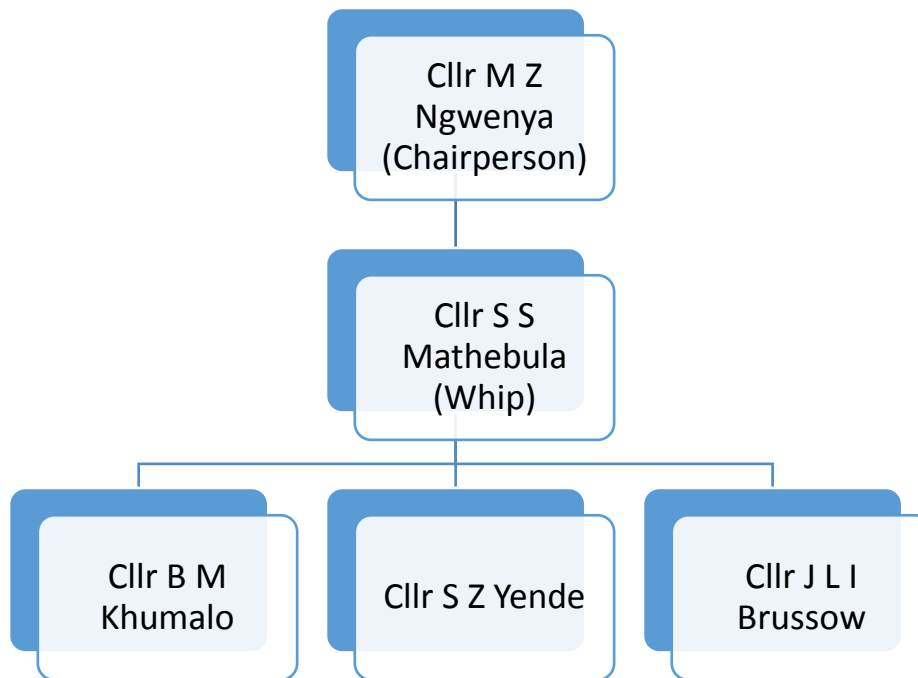 Cllr M Z
Ngwenya
(Chairperson)
Cllr S S
Mathebula
(Whip)
Cllr B M
Khumalo
Cllr S Z Yende
Cllr J L I
Brussow